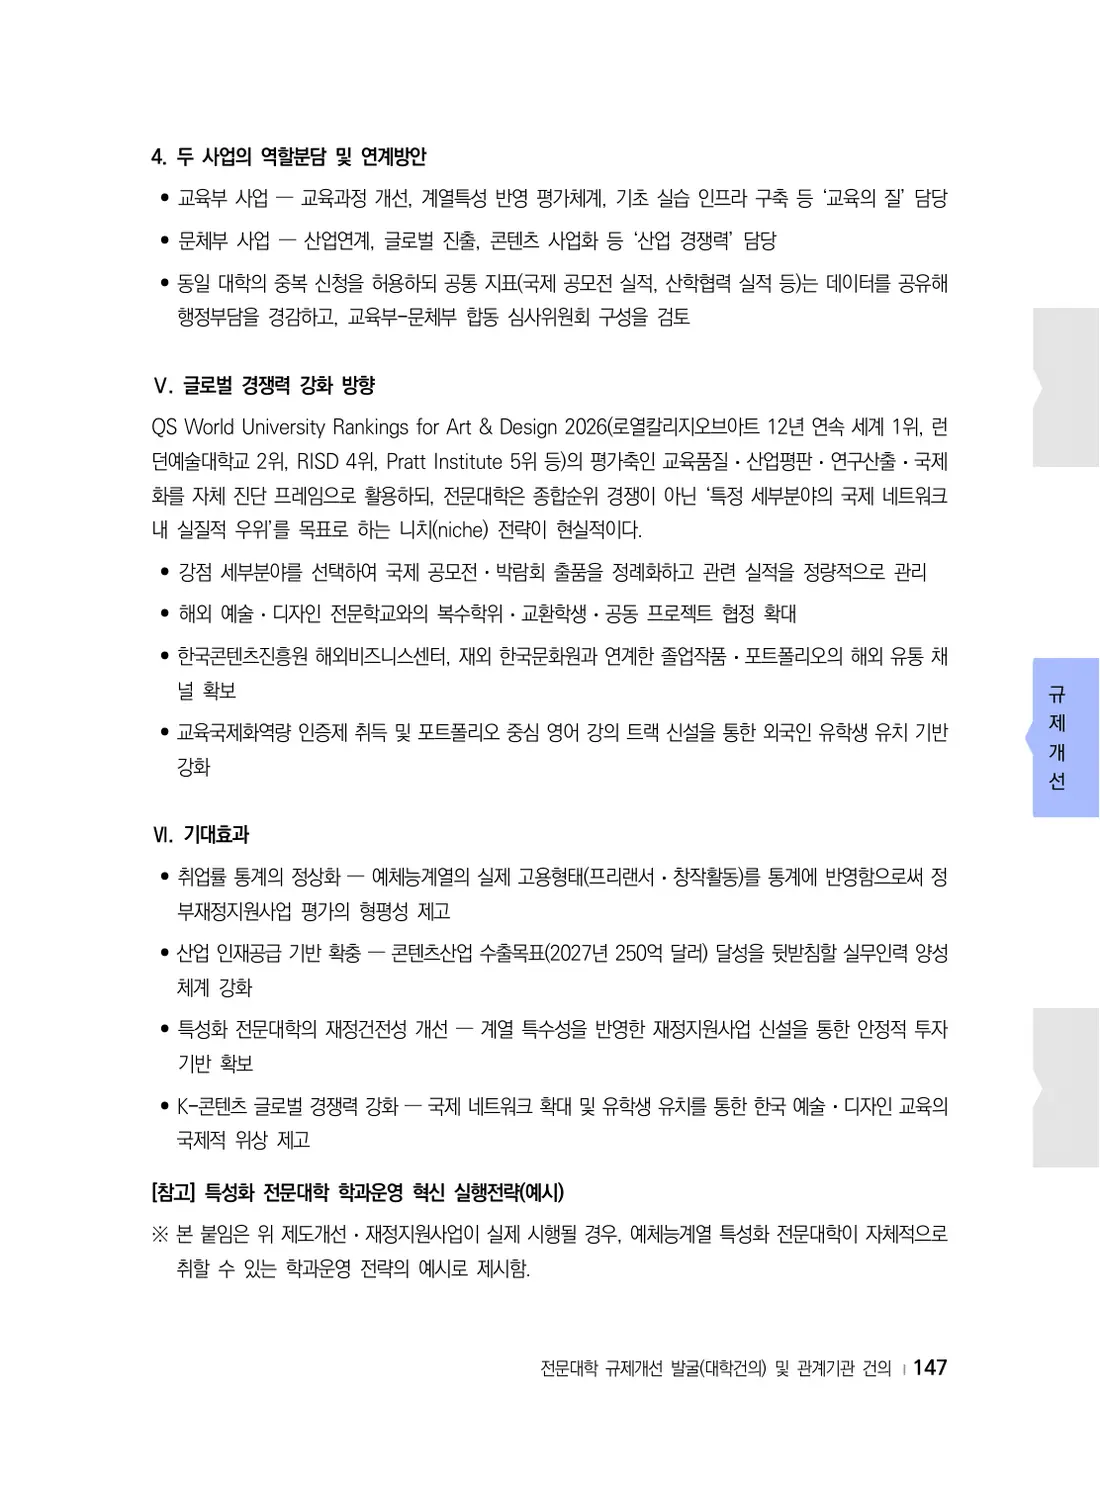 4. 두 사업의 역할분담 및 연계방안
• 교육부 사업 — 교육과정 개선, 계열특성 반영 평가체계, 기초 실습 인프라 구축 등 ‘교육의 질’ 담당
• 문체부 사업 — 산업연계, 글로벌 진출, 콘텐츠 사업화 등 ‘산업 경쟁력’ 담당
• 동일 대학의 중복 신청을 허용하되 공통 지표(국제 공모전 실적, 산학협력 실적 등)는 데이터를 공유해
행정부담을 경감하고, 교육부-문체부 합동 심사위원회 구성을 검토
Ⅴ. 글로벌 경쟁력 강화 방향
QS World University Rankings for Art & Design 2026(로열칼리지오브아트 12년 연속 세계 1위, 런
던예술대학교 2위, RISD 4위, Pratt Institute 5위 등)의 평가축인 교육품질·산업평판·연구산출·국제
화를 자체 진단 프레임으로 활용하되, 전문대학은 종합순위 경쟁이 아닌 ‘특정 세부분야의 국제 네트워크
내 실질적 우위’를 목표로 하는 니치(niche) 전략이 현실적이다.
• 강점 세부분야를 선택하여 국제 공모전·박람회 출품을 정례화하고 관련 실적을 정량적으로 관리
• 해외 예술·디자인 전문학교와의 복수학위·교환학생·공동 프로젝트 협정 확대
• 한국콘텐츠진흥원 해외비즈니스센터, 재외 한국문화원과 연계한 졸업작품·포트폴리오의 해외 유통 채
널 확보
• 교육국제화역량 인증제 취득 및 포트폴리오 중심 영어 강의 트랙 신설을 통한 외국인 유학생 유치 기반
강화
Ⅵ. 기대효과
• 취업률 통계의 정상화 — 예체능계열의 실제 고용형태(프리랜서·창작활동)를 통계에 반영함으로써 정
부재정지원사업 평가의 형평성 제고
• 산업 인재공급 기반 확충 — 콘텐츠산업 수출목표(2027년 250억 달러) 달성을 뒷받침할 실무인력 양성
체계 강화
• 특성화 전문대학의 재정건전성 개선 — 계열 특수성을 반영한 재정지원사업 신설을 통한 안정적 투자
기반 확보
• K-콘텐츠 글로벌 경쟁력 강화 — 국제 네트워크 확대 및 유학생 유치를 통한 한국 예술·디자인 교육의
국제적 위상 제고
[참고] 특성화 전문대학 학과운영 혁신 실행전략(예시)
※ 본 붙임은 위 제도개선·재정지원사업이 실제 시행될 경우, 예체능계열 특성화 전문대학이 자체적으로
취할 수 있는 학과운영 전략의 예시로 제시함.
규
제
개
선
전문대학 규제개선 발굴(대학건의) 및 관계기관 건의 | 147